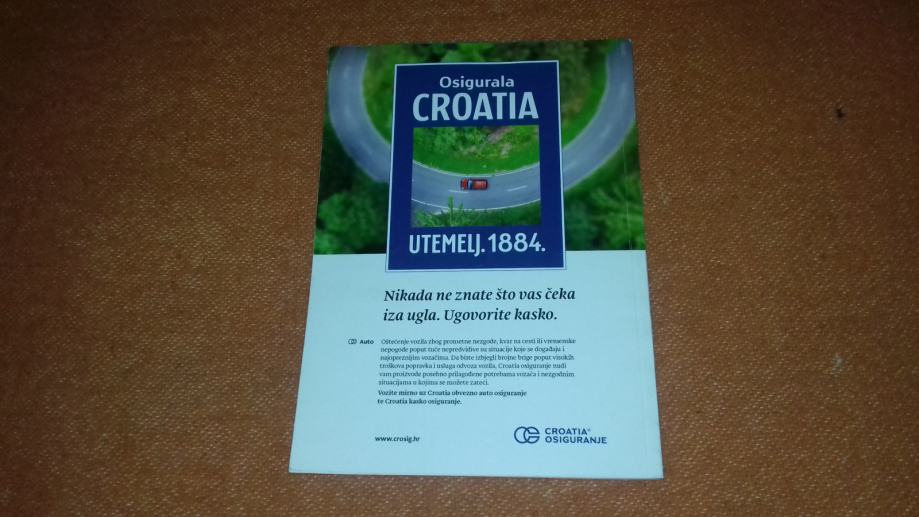 Osigurala
CROATIA
UTEMELJ. 1884.
Nikada ne znate što vas čeka
iza ugla. Ugovorite kasko.
Auto
Oštećenje vozila zbog prometne nezgode, kvar na cesti ili vremenske
nepogode poput tuče nepredvidive su situacije koje se događaju i
najopreznijim vozačima. Da biste izbjegli brojne brige poput visokih
troškova popravka i usluga odvoza vozila, Croatia osiguranje nudi
vam proizvode posebno prilagođene potrebama vozača i nezgodnim
situacijama u kojima se možete zateći.
Vozite mirno uz Croatia obvezno auto osiguranje
te Croatia kasko osiguranje.
www.crosig.hr
CROATIA®
OSIGURANJE